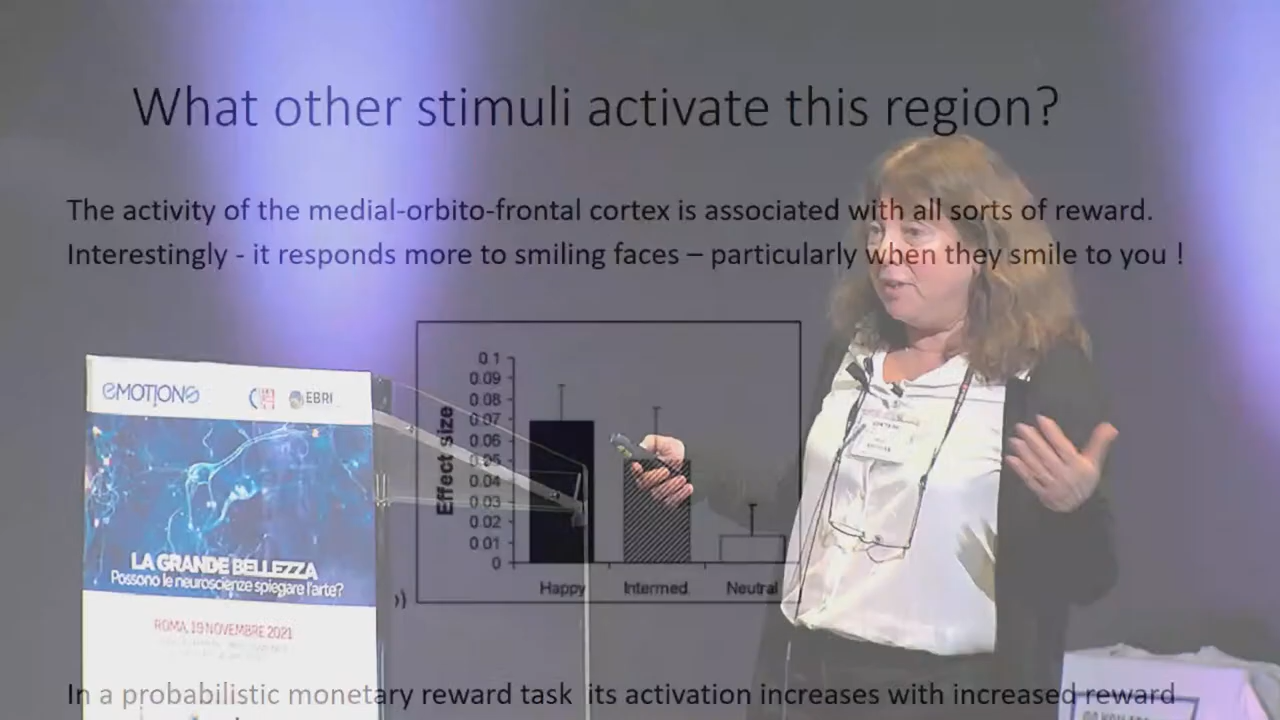 What other stimuli activate this region?
The activity of the medial-orbito-frontal cortex is associated with all sorts of reward.
Interestingly - it responds more to smiling faces – particularly when they smile to you !
0.1
0.09
0.08
0.07
0.06
0.05
0.04
0.03
0.02
0.01
0
Effect size
Happy
Intermed.
Neutral
))
In a probabilistic monetary reward task its activation increases with increased reward
eMOTIONS
EBRI
LA GRANDE BELLEZZA
Possono le neuroscienze spiegare l'arte?
ROMA, 19 NOVEMBRE 2021